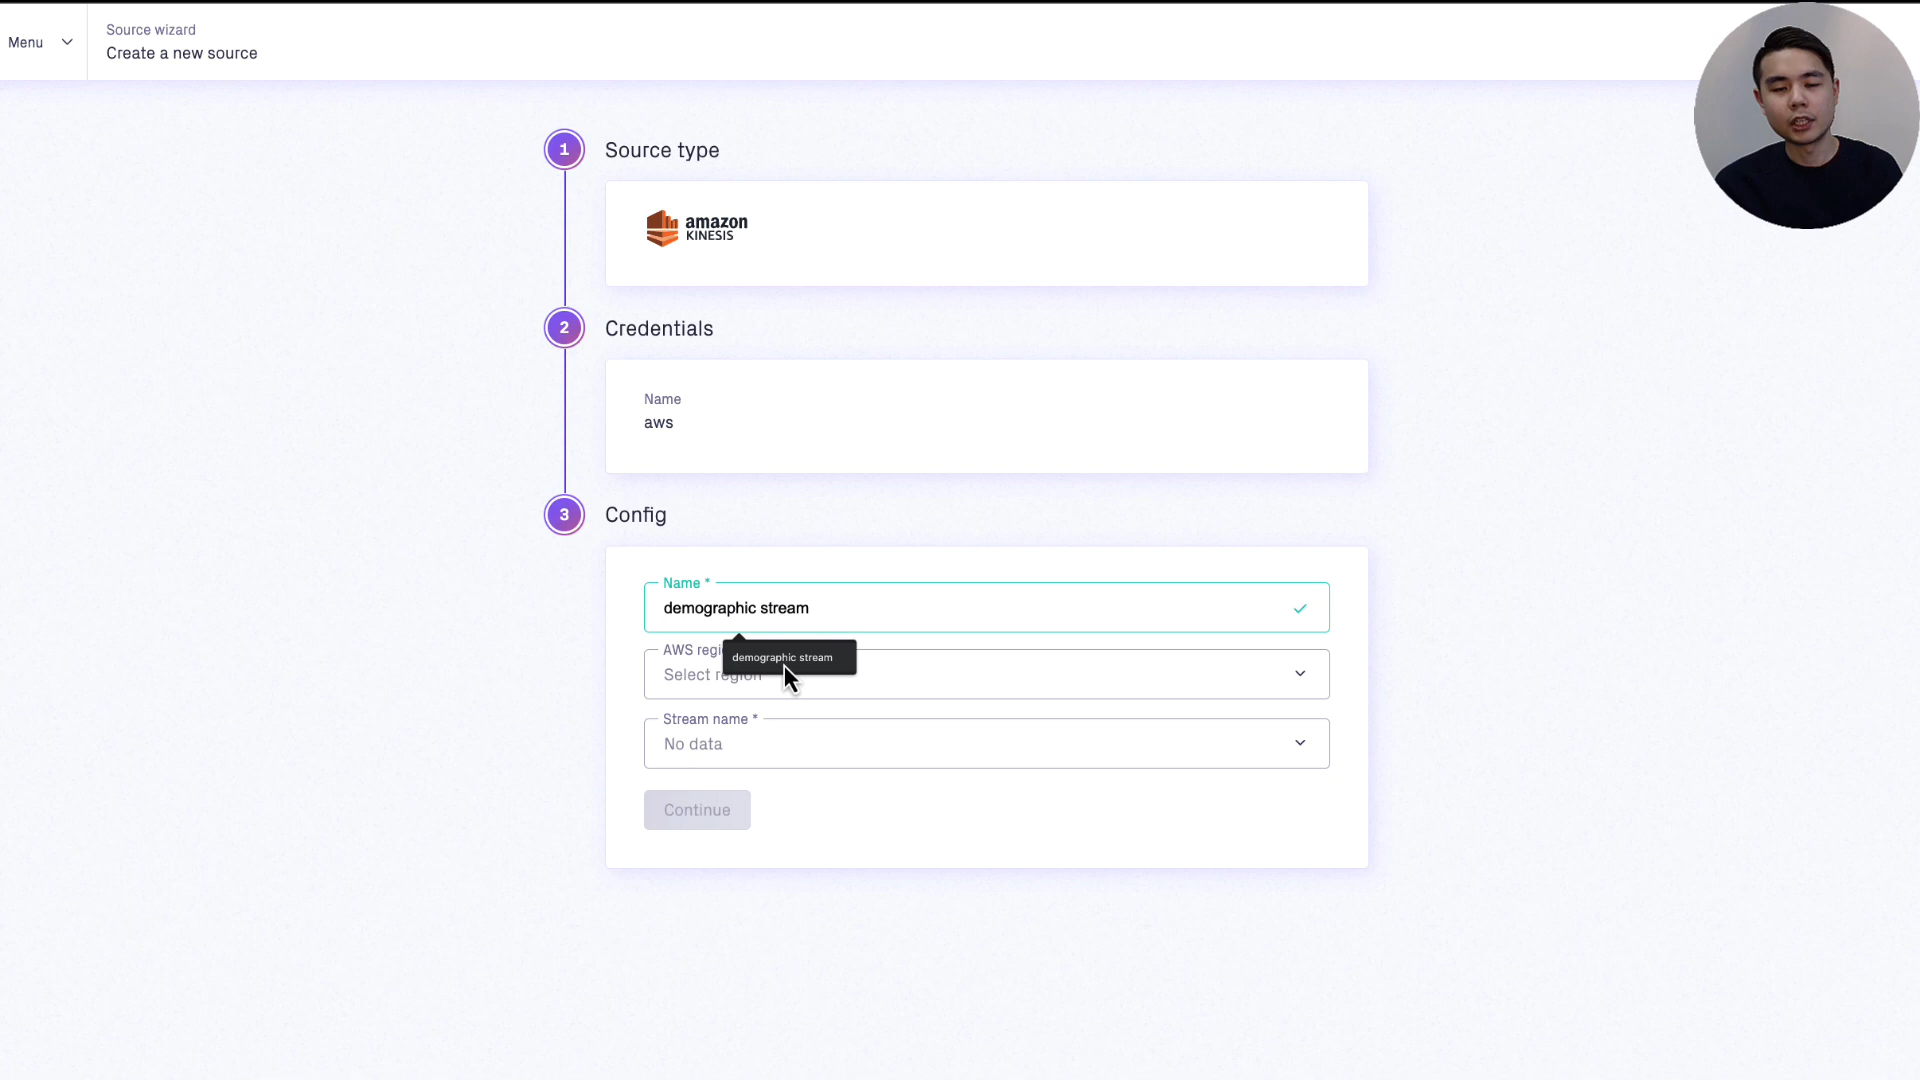 Menu
Source wizard
Create a new source
1
Source type
amazon
KINESIS
2
Credentials
Name
aws
3
Config
Name *
demographic stream
demographic stream
AWS regi
Select region
Stream name *
No data
Continue